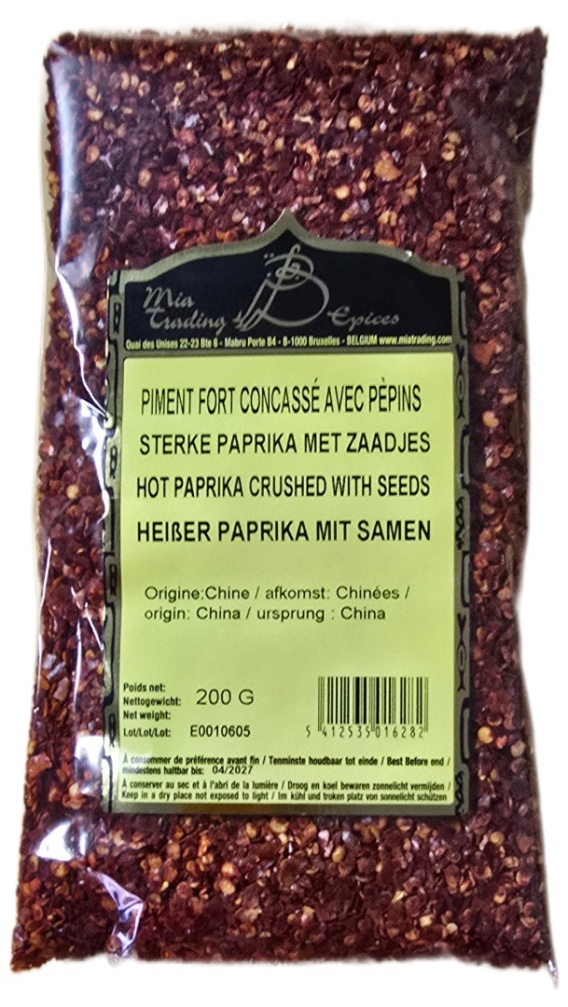 Mia
Trading
Epices
Quai des Unises 22-23 Bte 6 - Mabru Porte B4 - B-1000 Bruxelles - BELGIUM www.miatrading.com
PIMENT FORT CONCASSÉ AVEC PÈPINS
STERKE PAPRIKA MET ZAADJES
HOT PAPRIKA CRUSHED WITH SEEDS
HEIßER PAPRIKA MIT SAMEN
Origine:Chine / afkomst: Chinées /
origin: China / ursprung : China
Poids net:
Nettogewicht: 200 G
Net weight:
Lot/Lot/Lot: E0010605
5 412535 016282
À consommer de préférence avant fin / Tenminste houdbaar tot einde / Best Before end /
mindestens haltbar bis: 04/2027
À conserver au sec et à l'abri de la lumière / Droog en koel bewaren zonnelicht vermijden /
Keep in a dry place not exposed to light / Im kühl und troken platz von sonnelicht schützen